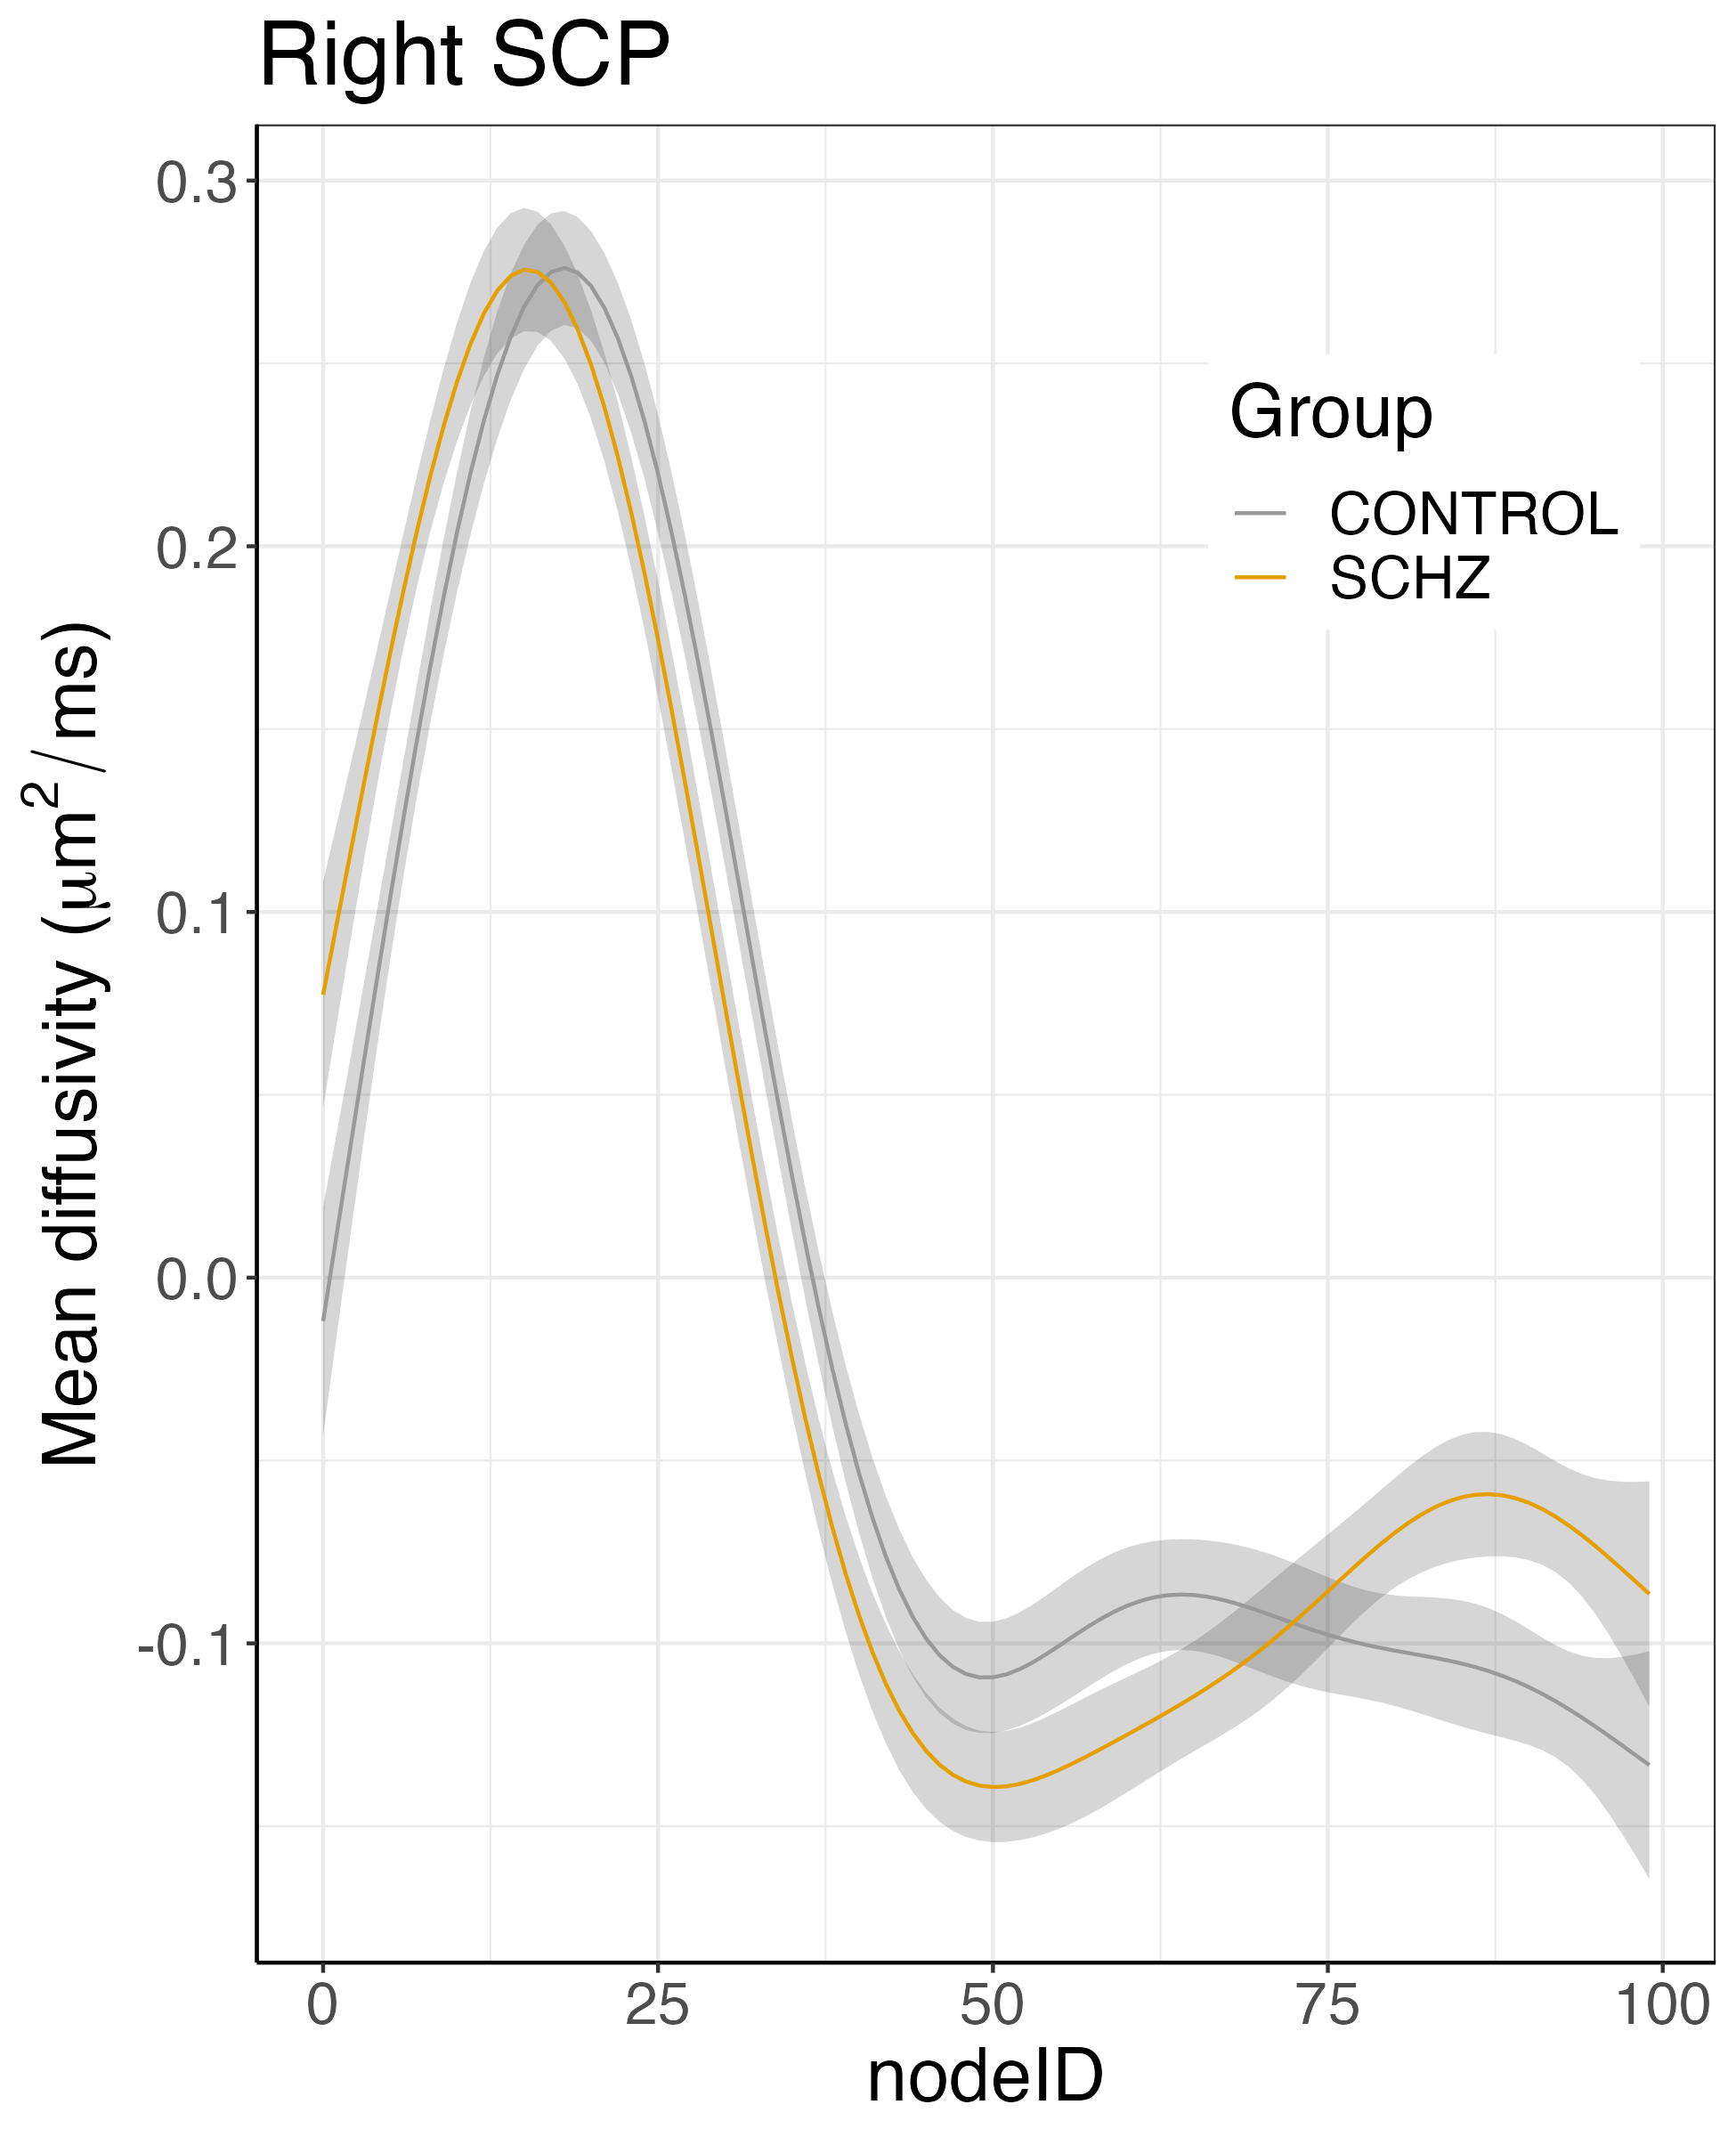 Right SCP
Mean diffusivity (μm²/ms)
0.3
0.2
0.1
0.0
-0.1
Group
CONTROL
SCHZ
0 25 50 75 100
nodeID